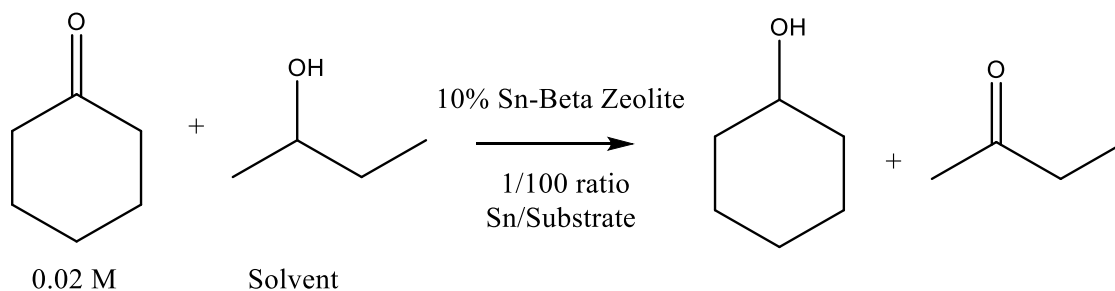 O
OH
+
10% Sn-Beta Zeolite
1/100 ratio
Sn/Substrate
OH
+
O
0.02 M
Solvent